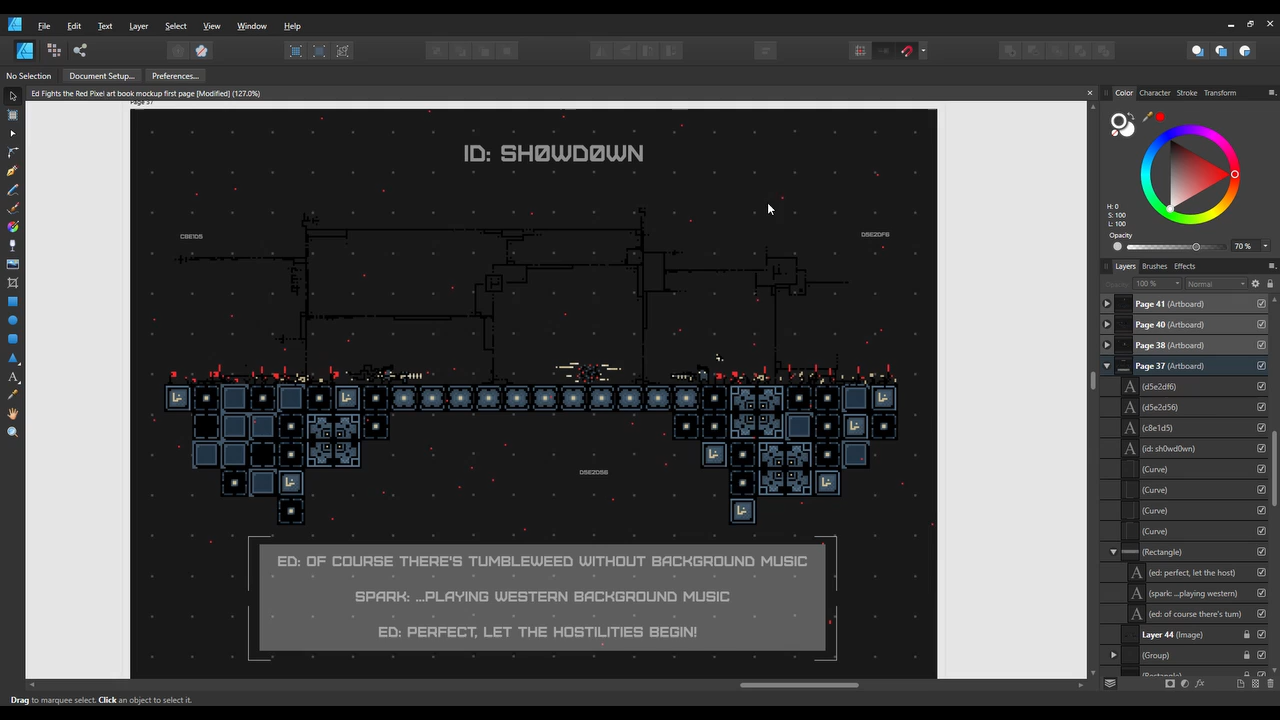 File Edit Text Layer Select View Window Help
No Selection Document Setup... Preferences...
Ed Fights the Red Pixel art book mockup first page [Modified] (127.0%)
Color Character Stroke Transform
Page 37
ID: SH0WD0WN
C8E1D5
D5E2DF6
D5E2D56
H: 0
S: 100
L: 100
Opacity
70 %
Layers Brushes Effects
Opacity: 100 % Normal
Page 41 (Artboard)
Page 40 (Artboard)
Page 38 (Artboard)
Page 37 (Artboard)
A (d5e2df6)
A (d5e2d56)
A (c8e1d5)
A (id: sh0wd0wn)
(Curve)
(Curve)
(Curve)
(Curve)
(Rectangle)
A (ed: perfect, let the host)
A (spark: ...playing western)
A (ed: of course there's tum)
Layer 44 (Image)
(Group)
(Rectangle)
ED: OF COURSE THERE'S TUMBLEWEED WITHOUT BACKGROUND MUSIC
SPARK: ...PLAYING WESTERN BACKGROUND MUSIC
ED: PERFECT, LET THE HOSTILITIES BEGIN!
Drag to marquee select. Click an object to select it.